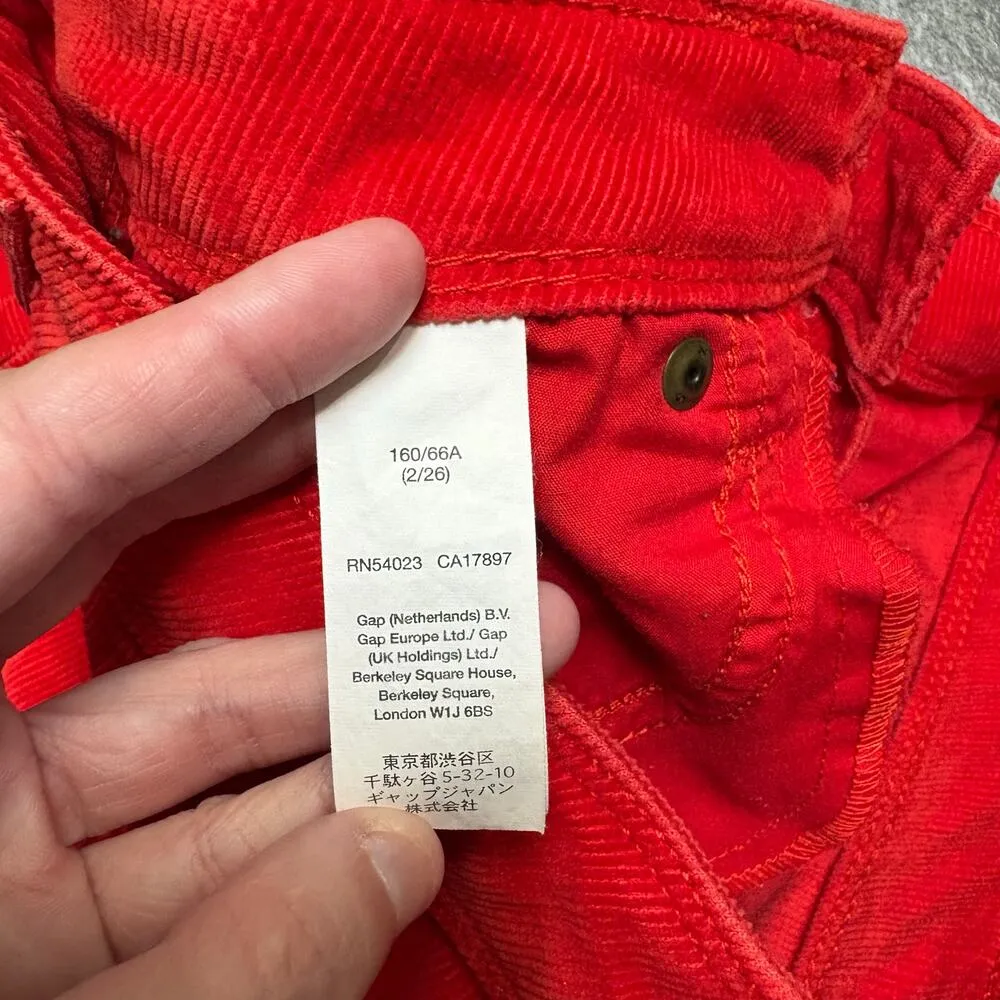 160/66A
(2/26)
RN54023 CA17897
Gap (Netherlands) B.V.
Gap Europe Ltd./ Gap
(UK Holdings) Ltd./
Berkeley Square House,
Berkeley Square,
London W1J 6BS
東京都渋谷区
千駄ヶ谷 5-32-10
ギャップジャパン
株式会社